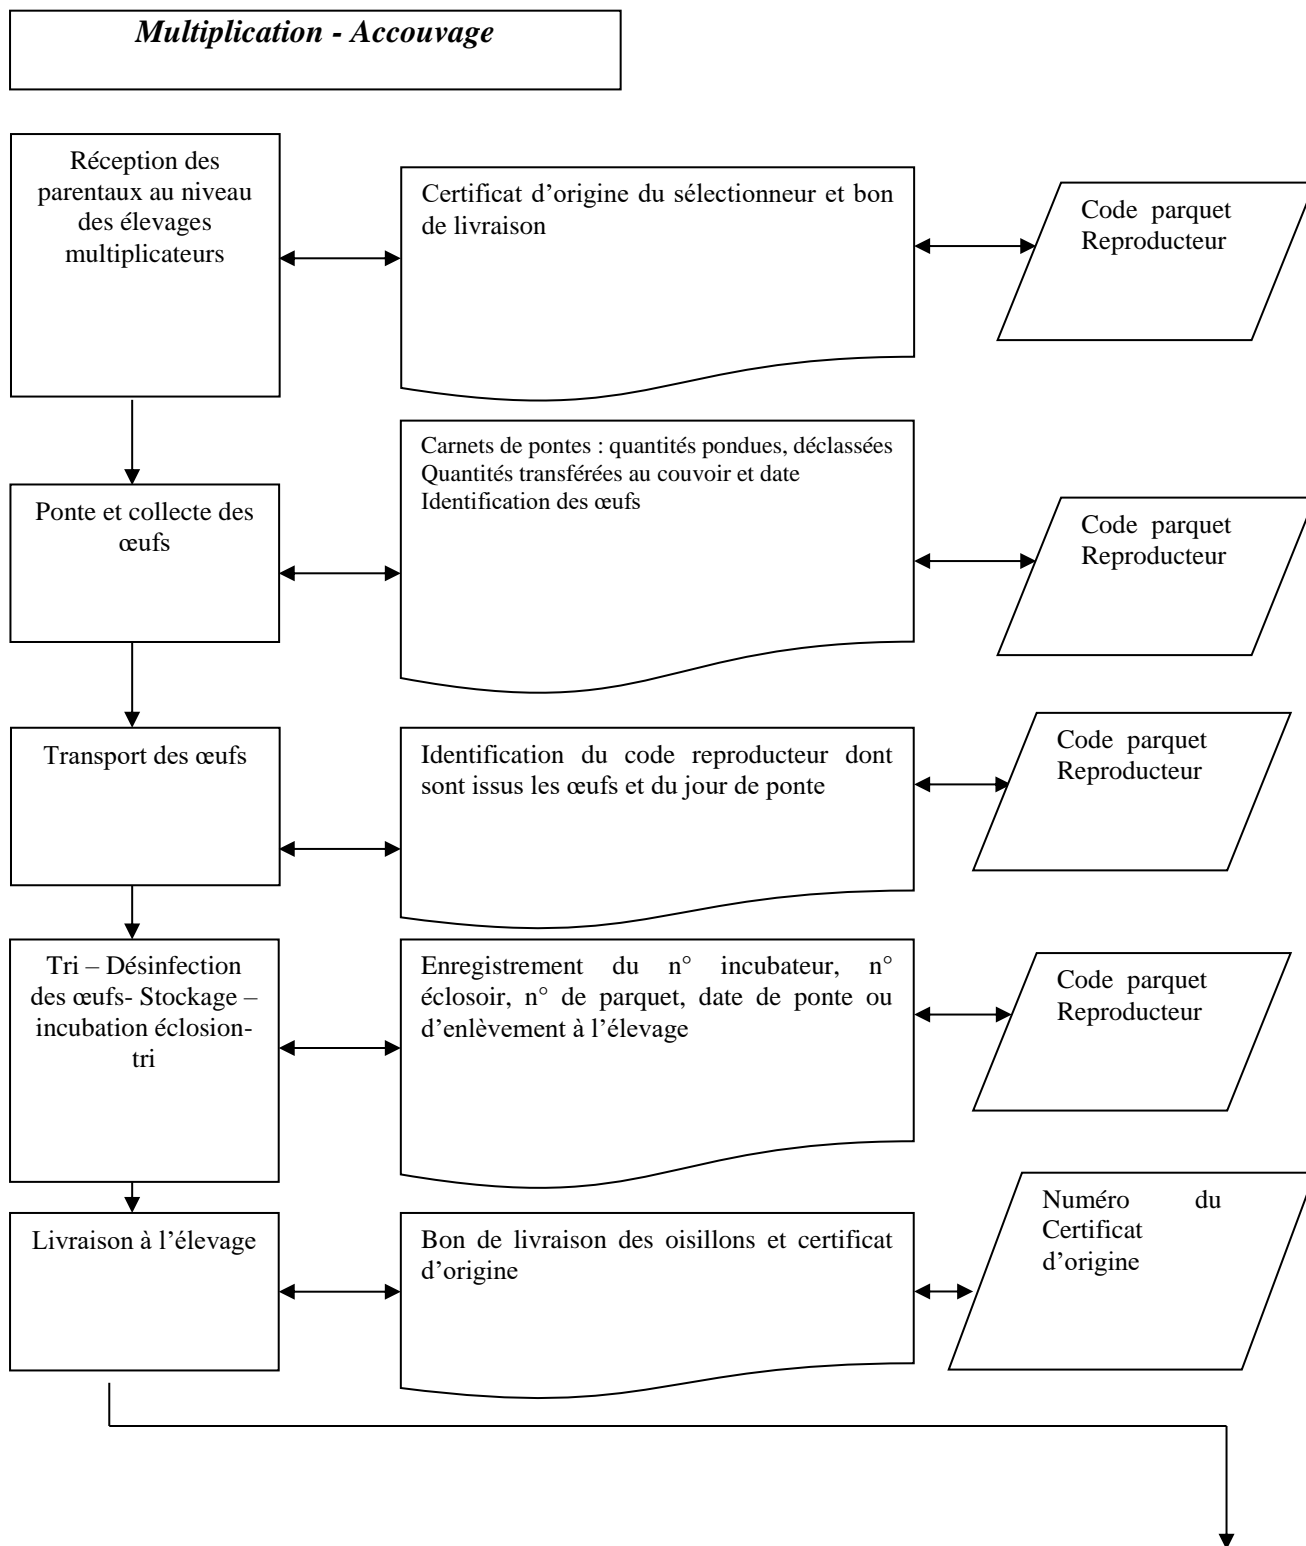 Multiplication - Accouvage
Réception des
parentaux au niveau
des élevages
multiplicateurs
Certificat d’origine du sélectionneur et bon
de livraison
Code parquet
Reproducteur
Carnets de pontes : quantités pondues, déclassées
Quantités transférées au couvoir et date
Identification des œufs
Ponte et collecte des
œufs
Code parquet
Reproducteur
Transport des œufs
Identification du code reproducteur dont
sont issus les œufs et du jour de ponte
Code parquet
Reproducteur
Tri – Désinfection
des œufs- Stockage –
incubation éclosion-
tri
Enregistrement du n° incubateur, n°
éclosoir, n° de parquet, date de ponte ou
d’enlèvement à l’élevage
Code parquet
Reproducteur
Livraison à l’élevage
Bon de livraison des oisillons et certificat
d’origine
Numéro du
Certificat
d’origine